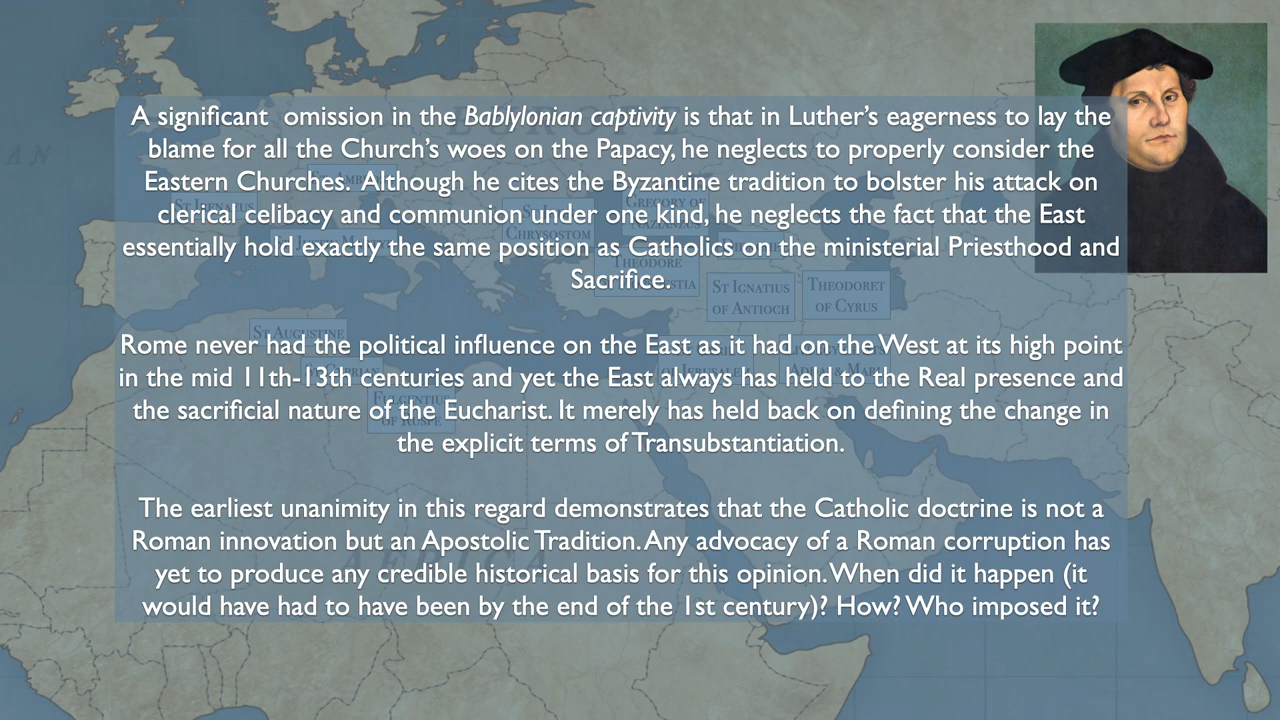 A significant  omission in the Bablylonian captivity is that in Luther’s eagerness to lay the
blame for all the Church’s woes on the Papacy, he neglects to properly consider the
Eastern Churches.  Although he cites the Byzantine tradition to bolster his attack on
clerical celibacy and communion under one kind, he neglects the fact that the East
essentially hold exactly the same position as Catholics on the ministerial Priesthood and
Sacrifice.
Rome never had the political influence on the East as it had on the West at its high point
in the mid 11th-13th centuries and yet the East always has held to the Real presence and
the sacrificial nature of the Eucharist. It merely has held back on defining the change in
the explicit terms of Transubstantiation.
The earliest unanimity in this regard demonstrates that the Catholic doctrine is not a
Roman innovation but an Apostolic Tradition. Any advocacy of a Roman corruption has
yet to produce any credible historical basis for this opinion. When did it happen (it
would have had to have been by the end of the 1st century)? How? Who imposed it?
EUROPE
St Irenaeus
Chrysostom
Gregory of
Nazianzus
Theodore
St Ignatius
of Antioch
Theodoret
of Cyrus
St Augustine
Fulgentius
of Ruspe
AFRICA